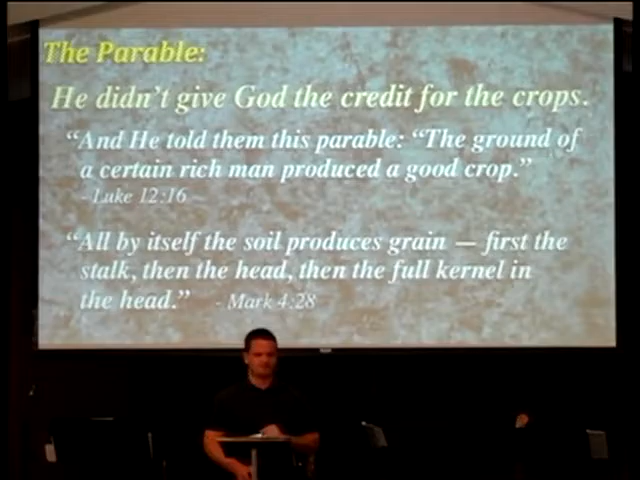 The Parable:
He didn't give God the credit for the crops.
“And He told them this parable: “The ground of
a certain rich man produced a good crop.”
- Luke 12:16
“All by itself the soil produces grain — first the
stalk, then the head, then the full kernel in
the head.” - Mark 4:28